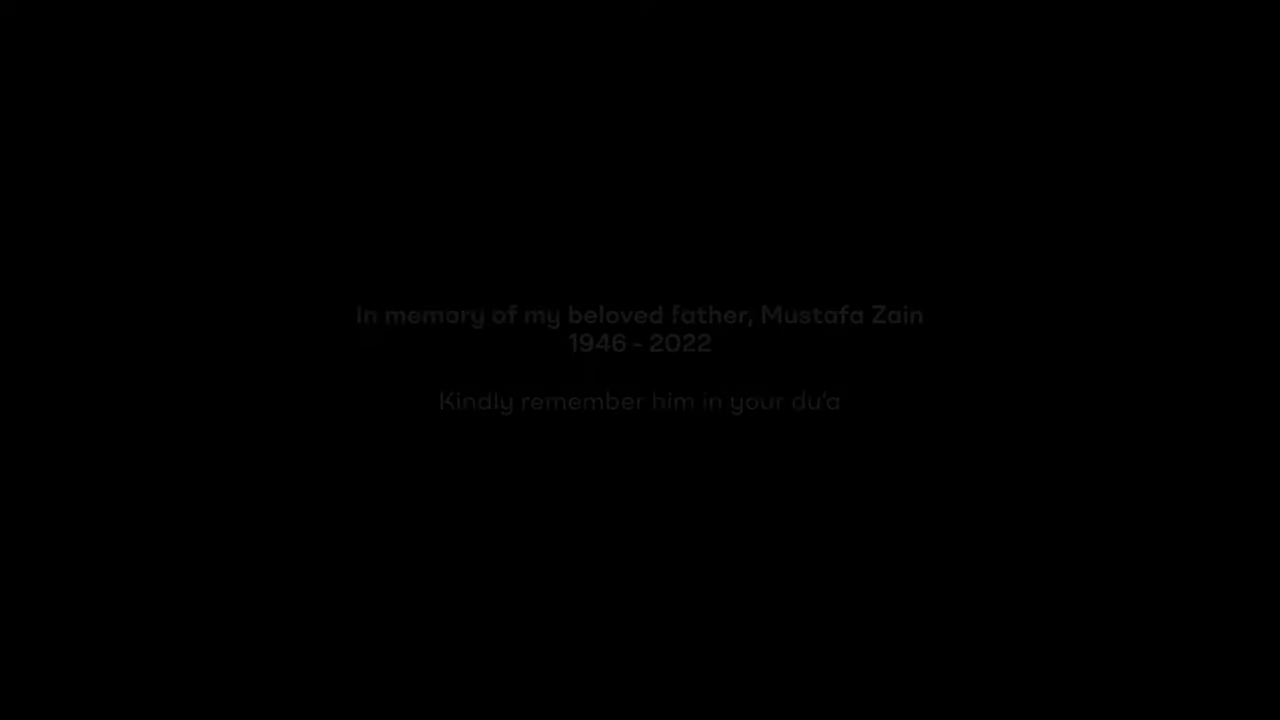 In memory of my beloved father, Mustafa Zain
1946 - 2022
Kindly remember him in your du'a